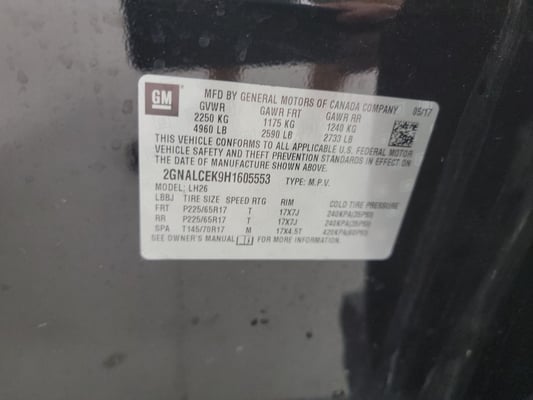 GM
MFD BY GENERAL MOTORS OF CANADA COMPANY 05/17
GVWR GAWR FRT GAWR RR
2250 KG 1175 KG 1240 KG
4960 LB 2590 LB 2733 LB
THIS VEHICLE CONFORMS TO ALL APPLICABLE U.S. FEDERAL MOTOR
VEHICLE SAFETY AND THEFT PREVENTION STANDARDS IN EFFECT ON
THE DATE OF MANUFACTURE SHOWN ABOVE.
2GNALCEK9H1605553 TYPE: M.P.V.
MODEL: LH26
LBBJ TIRE SIZE SPEED RTG RIM COLD TIRE PRESSURE
FRT P225/65R17 T 17X7J 240KPA(35PSI)
RR P225/65R17 T 17X7J 240KPA(35PSI)
SPA T145/70R17 M 17X4.5T 420KPA(60PSI)
SEE OWNER'S MANUAL FOR MORE INFORMATION.